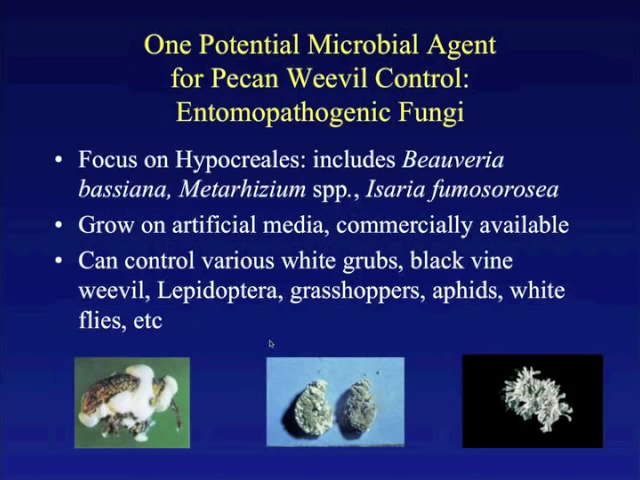 One Potential Microbial Agent
for Pecan Weevil Control:
Entomopathogenic Fungi
• Focus on Hypocreales: includes Beauveria
bassiana, Metarhizium spp., Isaria fumosorosea
• Grow on artificial media, commercially available
• Can control various white grubs, black vine
weevil, Lepidoptera, grasshoppers, aphids, white
flies, etc